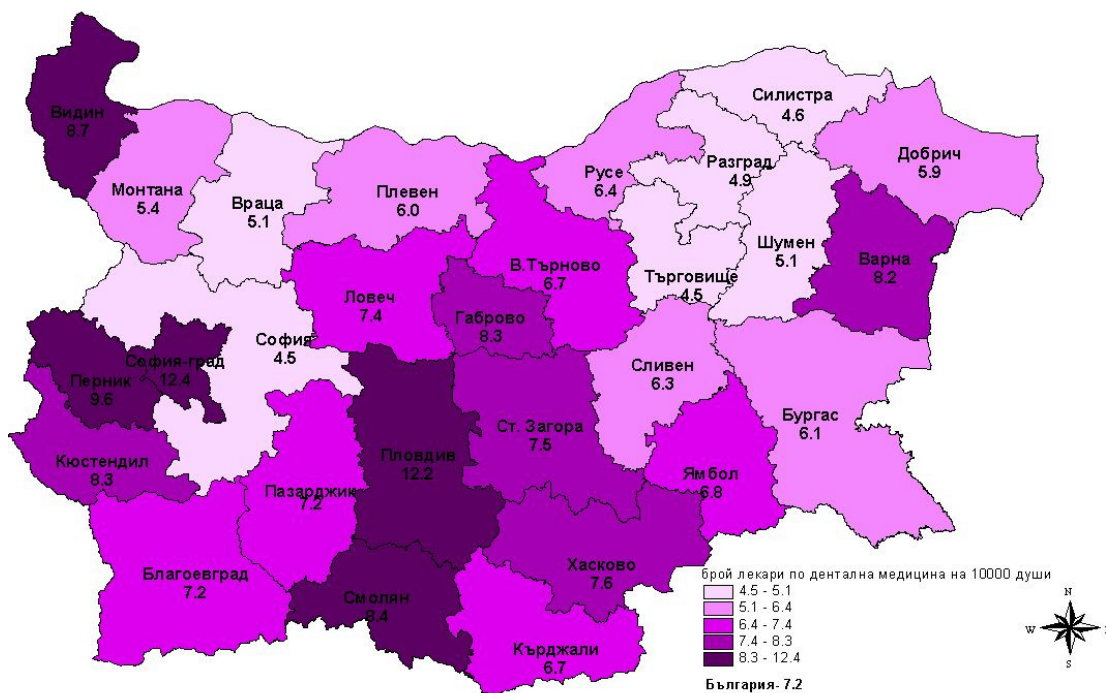 Видин
8.7
Монтана
5.4
Враца
5.1
Плевен
6.0
Русе
6.4
Разград
4.9
Силистра
4.6
Добрич
5.9
Шумен
5.1
Варна
8.2
Търговище
4.5
В.Търново
6.7
Ловеч
7.4
Габрово
8.3
София
4.5
София-град
12.4
Перник
9.6
Кюстендил
8.3
Сливен
6.3
Бургас
6.1
Ст. Загора
7.5
Пловдив
12.2
Ямбол
6.8
Пазарджик
7.2
Благоевград
7.2
Смолян
8.4
Хасково
7.6
Кърджали
6.7
брой лекари по дентална медицина на 10000 души
4.5 - 5.1
5.1 - 6.4
6.4 - 7.4
7.4 - 8.3
8.3 - 12.4
България- 7.2
N
W
S